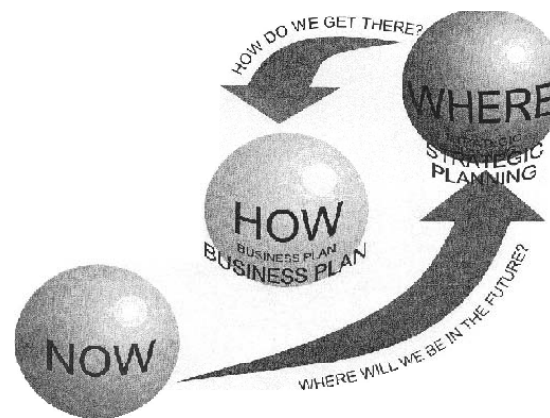 HOW DO WE GET THERE?
WHERE
STRATEGIC
STRATEGIC
PLANNING
HOW
BUSINESS PLAN
BUSINESS PLAN
NOW
WHERE WILL WE BE IN THE FUTURE?